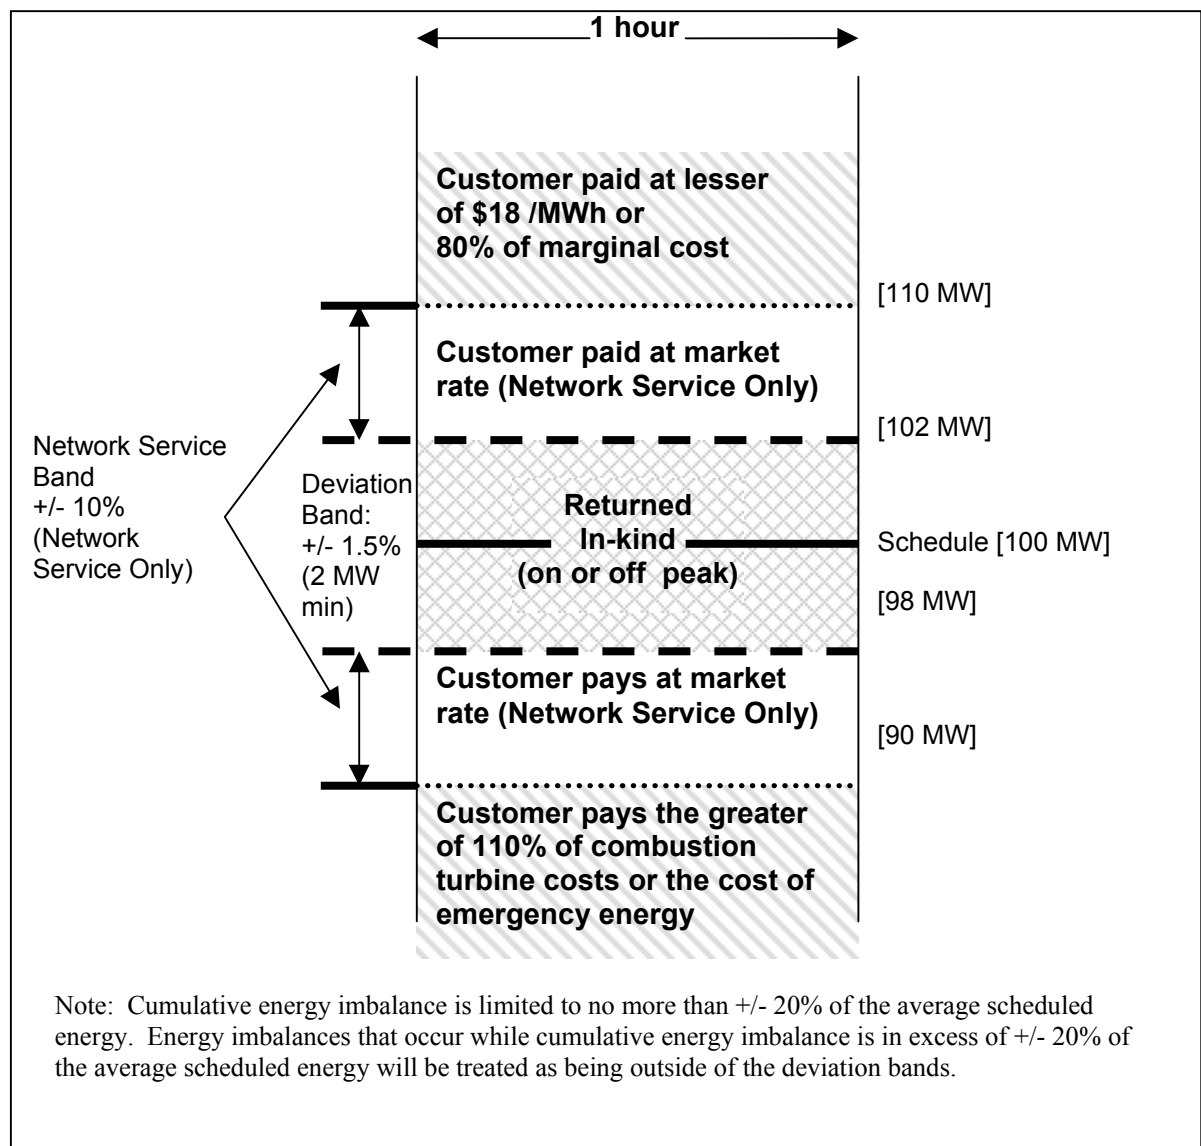 1 hour
Customer paid at lesser
of $18 /MWh or
80% of marginal cost
[110 MW]
Customer paid at market
rate (Network Service Only)
[102 MW]
Network Service
Band
+/- 10%
(Network
Service Only)
Deviation
Band:
+/- 1.5%
(2 MW
min)
Returned
In-kind
(on or off peak)
Schedule [100 MW]
[98 MW]
Customer pays at market
rate (Network Service Only)
[90 MW]
Customer pays the greater
of 110% of combustion
turbine costs or the cost of
emergency energy
Note: Cumulative energy imbalance is limited to no more than +/- 20% of the average scheduled
energy. Energy imbalances that occur while cumulative energy imbalance is in excess of +/- 20% of
the average scheduled energy will be treated as being outside of the deviation bands.